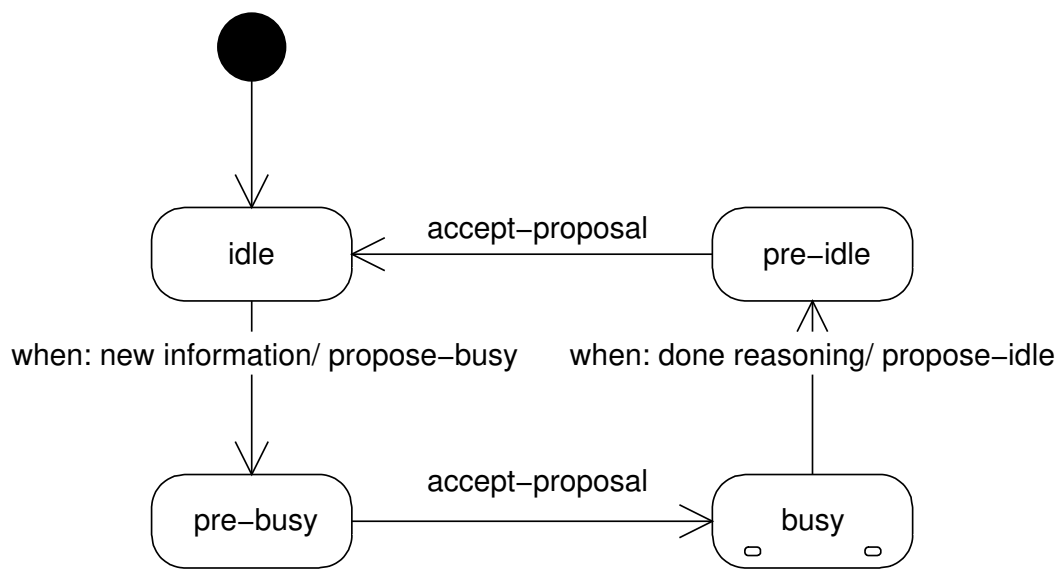 accept−proposal
idle
pre−idle
when: new information/ propose−busy
when: done reasoning/ propose−idle
accept−proposal
pre−busy
busy